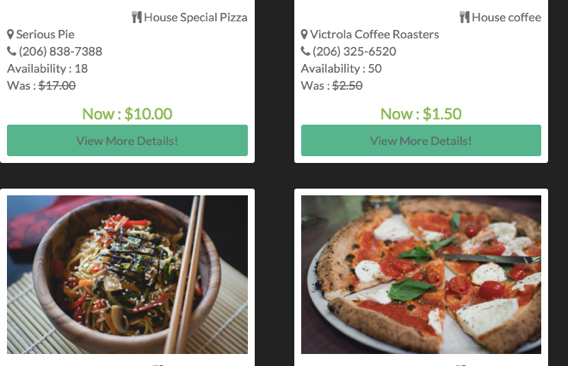 House Special Pizza
Serious Pie
(206) 838-7388
Availability : 18
Was : $17.00
Now : $10.00
View More Details!
House coffee
Victrola Coffee Roasters
(206) 325-6520
Availability : 50
Was : $2.50
Now : $1.50
View More Details!